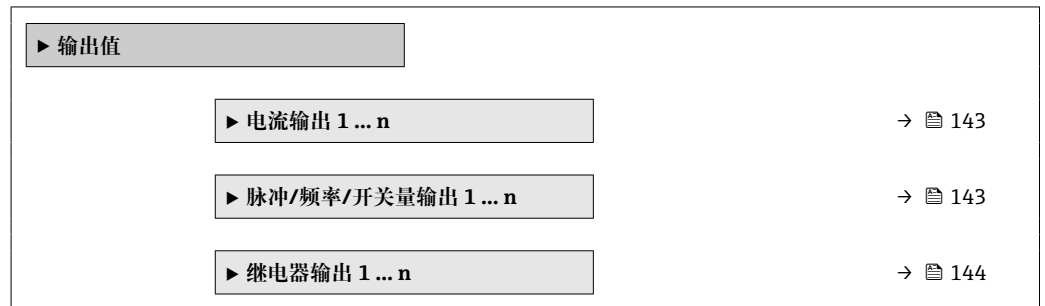 ▶ 输出值
▶ 电流输出 1 … n → 🖺 143
▶ 脉冲/频率/开关量输出 1 … n → 🖺 143
▶ 继电器输出 1 … n → 🖺 144